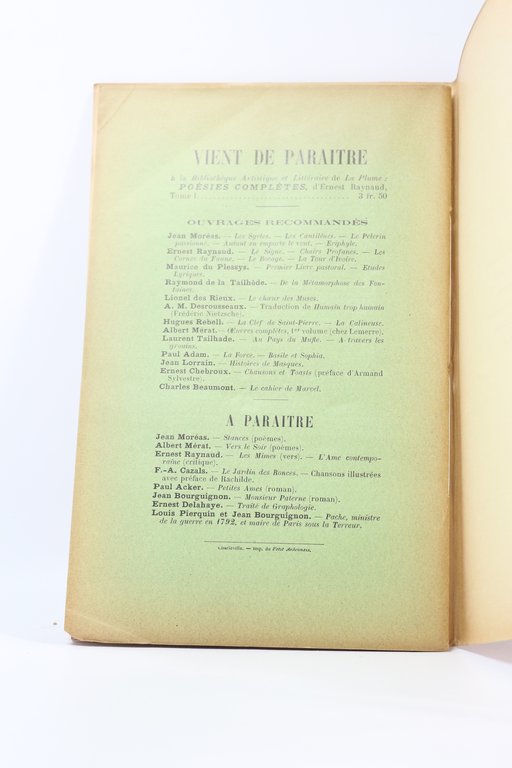 VIENT DE PARAITRE
à la Bibliothèque Artistique et Littéraire de La Plume :
POÉSIES COMPLÈTES, d'Ernest Raynaud,
Tome I. . . . . . . . . . . . . . . . . . . . . . . . . . . . . . 3 fr. 50
OUVRAGES RECOMMANDÉS
Jean Moréas. — Les Syrtes. — Les Cantilènes. — Le Pèlerin
passionné. — Autant en emporte le vent. — Eriphyle.
Ernest Raynaud. — Le Signe. — Chairs Profanes. — Les
Cornes du Faune. — Le Bocage. — La Tour d'Ivoire.
Maurice du Plessys. — Premier Livre pastoral. — Etudes
Lyriques.
Raymond de la Tailhède. — De la Métamorphose des Fon-
taines.
Lionel des Rieux. — Le chœur des Muses.
A. M. Desrousseaux. — Traduction de Humain trop humain
(Frédéric Nietzsche).
Hugues Rebell. — La Clef de Saint-Pierre. — La Calineuse.
Albert Mérat. — Œuvres complètes, 1er volume (chez Lemerre).
Laurent Tailhade. — Au Pays du Mufle. — A travers les
grouins.
Paul Adam. — La Force. — Basile et Sophia.
Jean Lorrain. — Histoires de Masques.
Ernest Chebroux. — Chansons et Toasts (préface d'Armand
Sylvestre).
Charles Beaumont. — Le cahier de Marcel.
A PARAITRE
Jean Moréas. — Stances (poèmes).
Albert Mérat. — Vers le Soir (poèmes).
Ernest Raynaud. — Les Mimes (vers). — L'Ame contempo-
raine (critique).
F.-A. Cazals. — Le Jardin des Ronces. — Chansons illustrées
avec préface de Rachilde.
Paul Acker. — Petites Ames (roman).
Jean Bourguignon. — Monsieur Paterne (roman).
Ernest Delahaye. — Traité de Graphologie.
Louis Pierquin et Jean Bourguignon. — Pache, ministre
de la guerre en 1792, et maire de Paris sous la Terreur.
Charleville. — Imp. du Petit Ardennais.